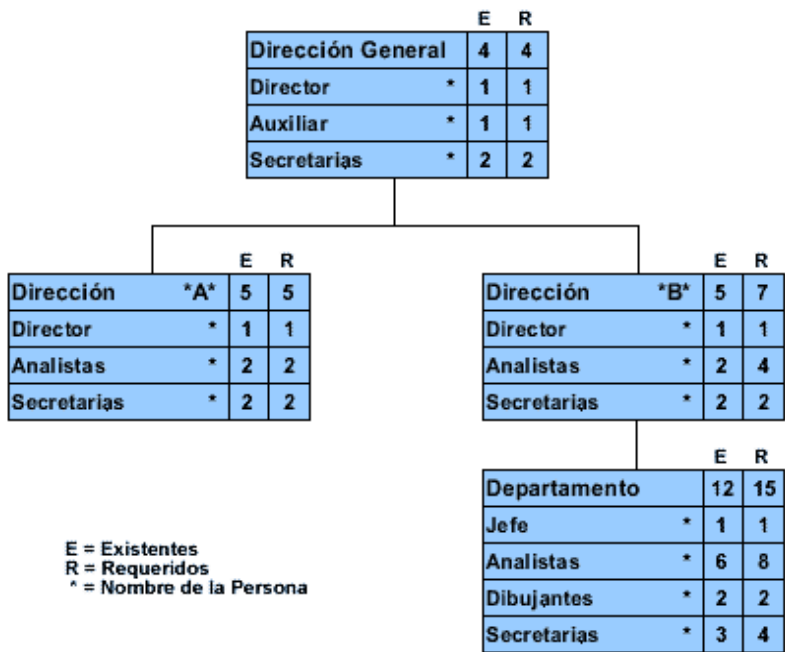 E R
Dirección General 4 4
Director * 1 1
Auxiliar * 1 1
Secretarias * 2 2
E R
Dirección *A* 5 5
Director * 1 1
Analistas * 2 2
Secretarias * 2 2
E R
Dirección *B* 5 7
Director * 1 1
Analistas * 2 4
Secretarias * 2 2
E R
Departamento 12 15
Jefe * 1 1
Analistas * 6 8
Dibujantes * 2 2
Secretarias * 3 4
E = Existentes
R = Requeridos
* = Nombre de la Persona